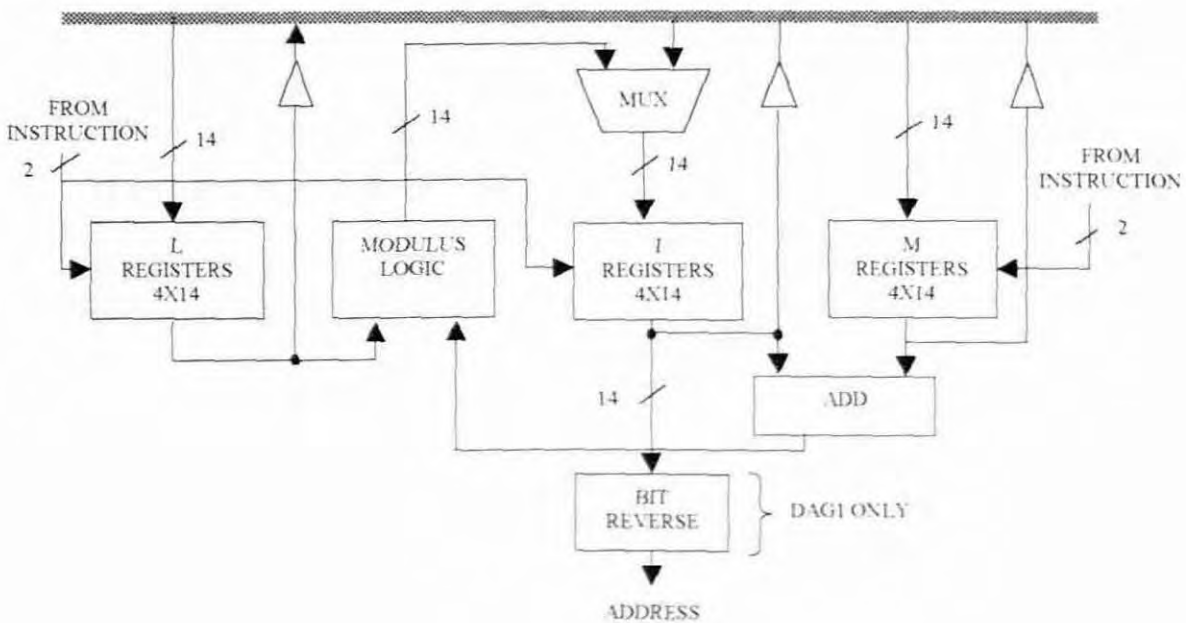 FROM
INSTRUCTION
2
14
14
MUX
14
14
FROM
INSTRUCTION
2
L
REGISTERS
4X14
MODULUS
LOGIC
I
REGISTERS
4X14
M
REGISTERS
4X14
14
ADD
BIT
REVERSE
DAG1 ONLY
ADDRESS